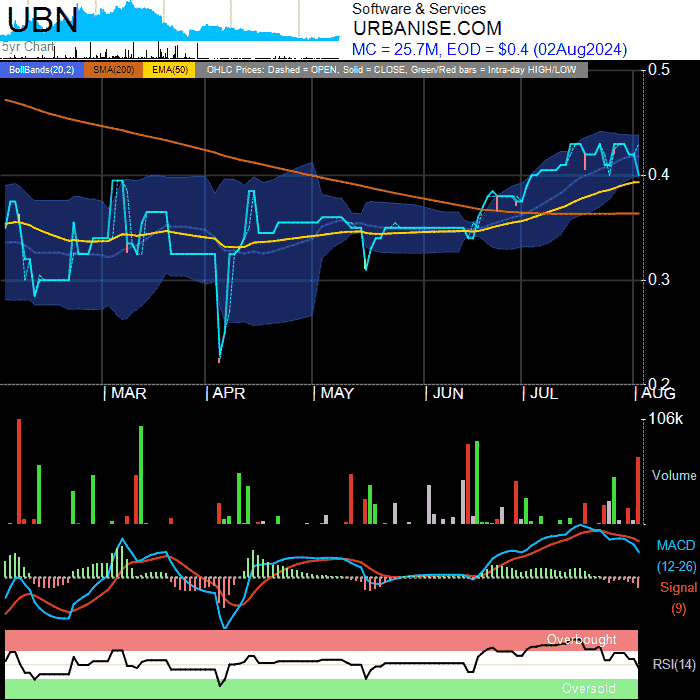 UBN
5yr Chart
Software & Services
URBANISE.COM
MC = 25.7M, EOD = $0.4 (02Aug2024)
BollBands(20,2) SMA(200) EMA(50) OHLC Prices: Dashed = OPEN, Solid = CLOSE, Green/Red bars = Intra-day HIGH/LOW
0.5
0.4
0.3
0.2
MAR APR MAY JUN JUL AUG
106k
Volume
MACD
(12-26)
Signal
(9)
Overbought
RSI(14)
Oversold